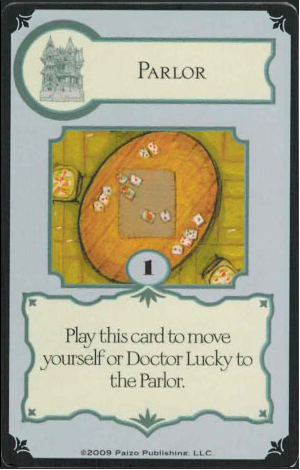 PARLOR
1
Play this card to move
yourself or Doctor Lucky to
the Parlor.
©2009 Paizo Publishing, LLC.